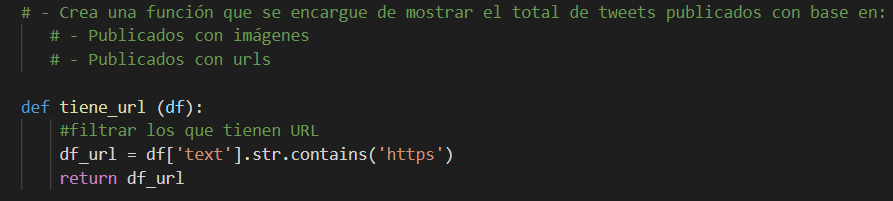 # - Crea una función que se encargue de mostrar el total de tweets publicados con base en:
# - Publicados con imágenes
# - Publicados con urls
def tiene_url (df):
#filtrar los que tienen URL
df_url = df['text'].str.contains('https')
return df_url